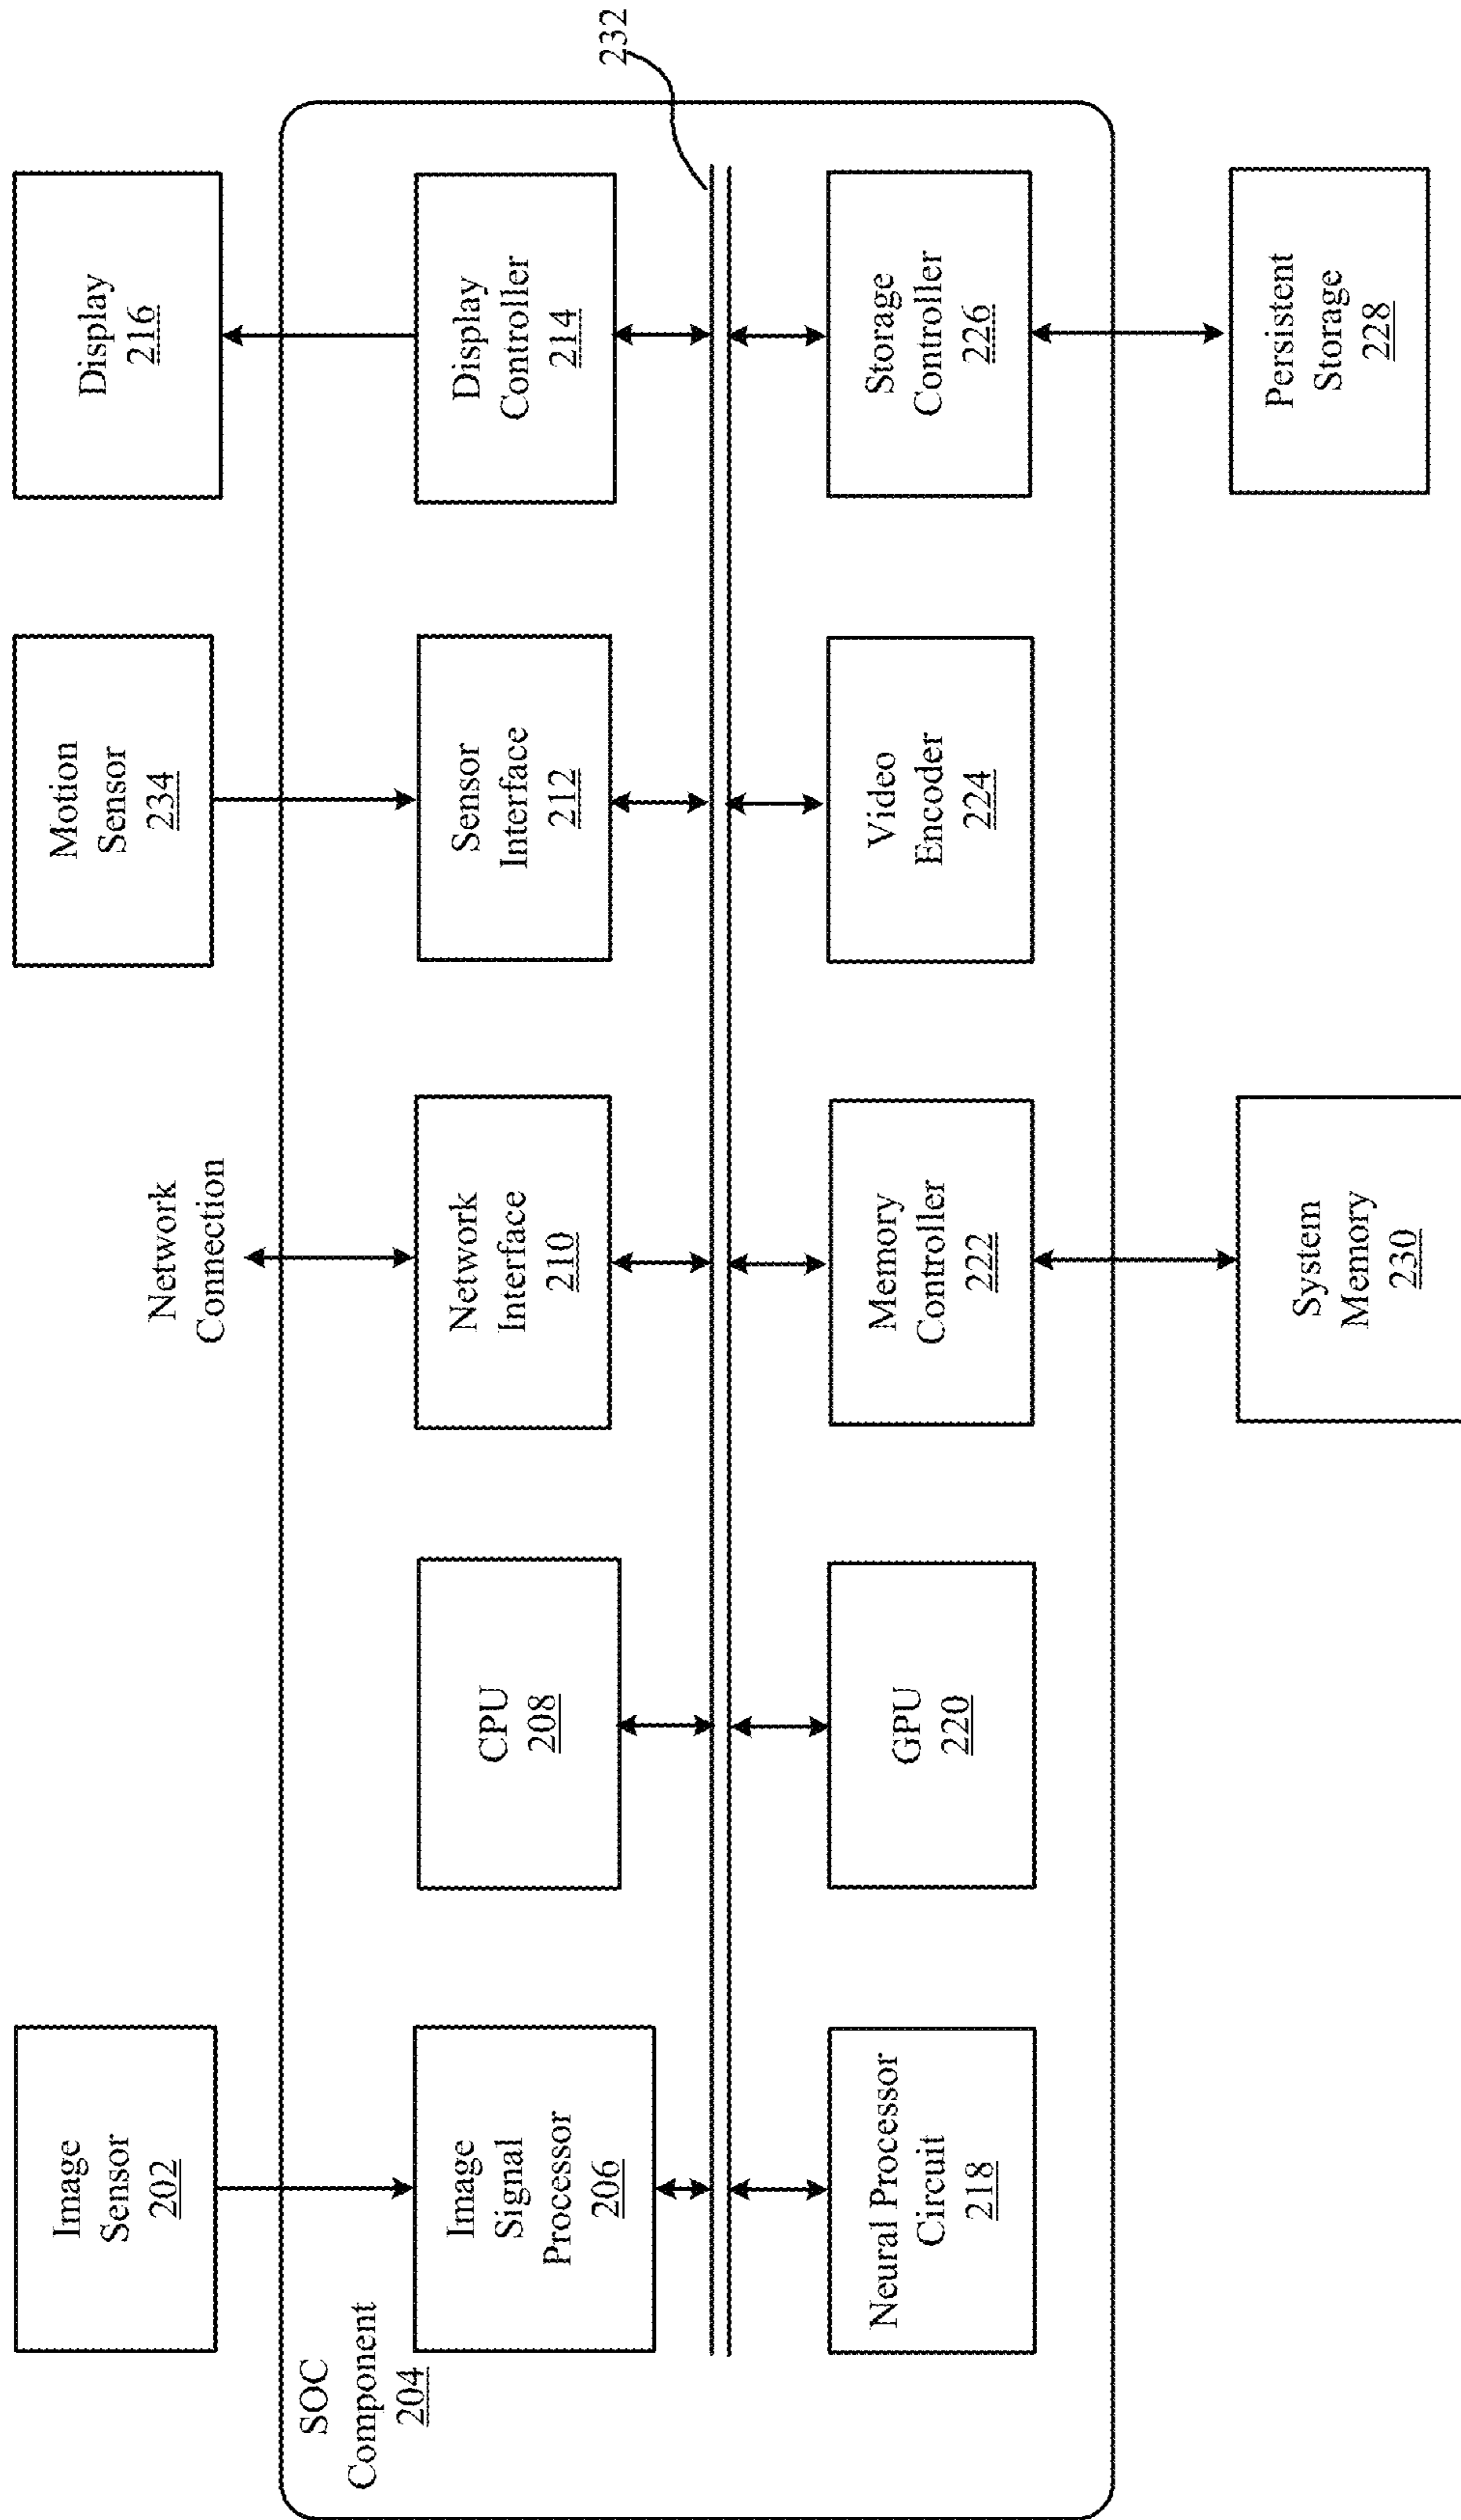 Image
Sensor
202
Network
Connection
Motion
Sensor
234
Display
216
SOC
Component
204
Image
Signal
Processor
206
CPU
208
Network
Interface
210
Sensor
Interface
212
Display
Controller
214
232
Neural Processor
Circuit
218
GPU
220
Memory
Controller
222
Video
Encoder
224
Storage
Controller
226
System
Memory
230
Persistent
Storage
228